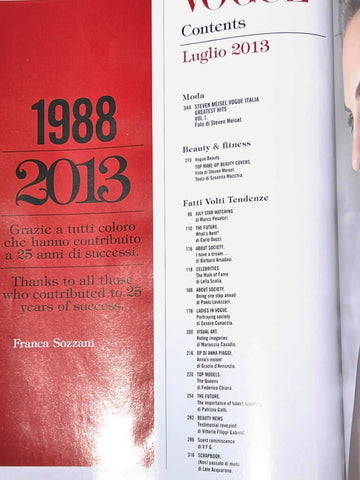 1988
2013
Grazie a tutti coloro
che hanno contribuito
a 25 anni di successi.
Thanks to all those
who contributed to 25
years of success.
Franca Sozzani
VOGUE
Contents
Luglio 2013
Moda
344 STEVEN MEISEL VOGUE ITALIA
GREATEST HITS
VOL 1.
Foto di Steven Meisel.
Beauty & fitness
273 Vogue Beauty.
TOP MAKE-UP BEAUTY COVERS.
Foto di Steven Meisel.
Testi di Susanna Macchia.
Fatti Volti Tendenze
86 JULY STAR WATCHING
di Marco Pesatori.
110 THE FUTURE.
What's Next?
di Carlo Ducci.
116 ABOUT SOCIETY.
I have a dream...
di Barbara Amadasi.
118 CELEBRITIES.
The Walk of Fame
di Lella Scalia.
168 ABOUT SOCIETY.
Being one step ahead
di Paolo Lavezzari.
176 LADIES IN VOGUE.
Portraying society
di Cesare Cunaccia.
200 VISUAL ART.
Ruling imageries
di Mariuccia Casadio.
216 DP DI ANNA PIAGGI.
Anna's vision!
di Grazia d'Annunzio.
220 TOP MODELS.
The Queens
di Federico Chiara.
254 THE FUTURE.
The importance of talent
di Patrizia Gatti.
282 BEAUTY NEWS.
Testimonial revealed
di Vittoria Filippi Gabardi.
286 Scent reminiscence
di V.F.G.
316 SCRAPBOOK.
(Non) passato di moda
di Lele Acquarone.